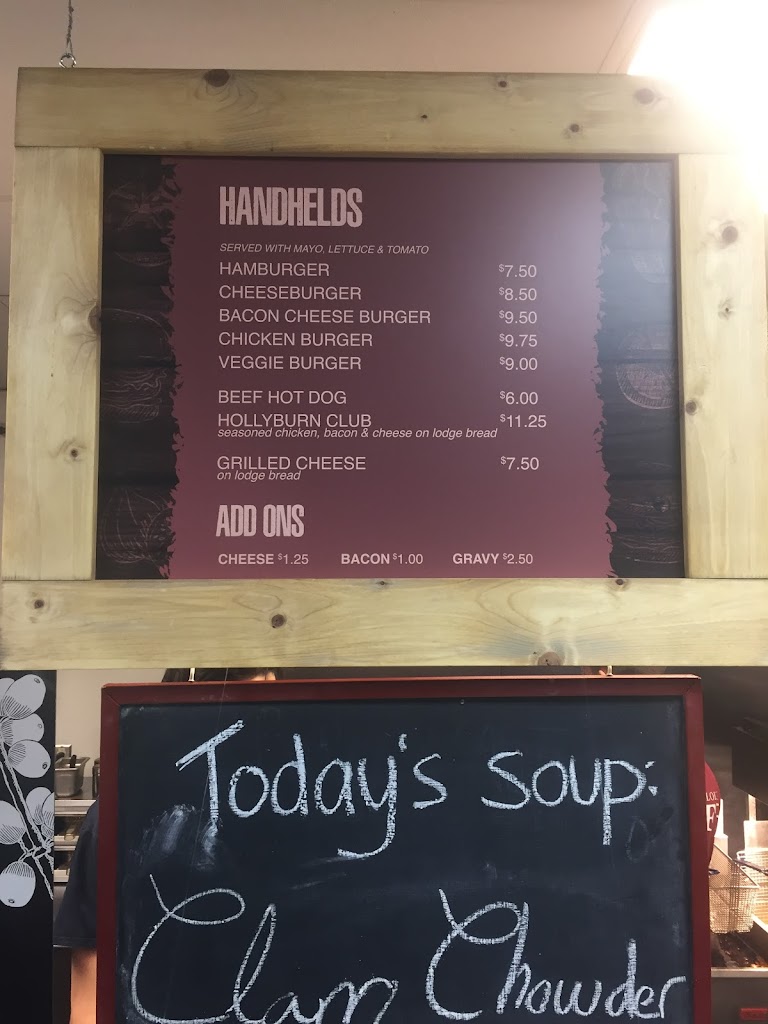 HANDHELDS
SERVED WITH MAYO, LETTUCE & TOMATO
HAMBURGER $7.50
CHEESEBURGER $8.50
BACON CHEESE BURGER $9.50
CHICKEN BURGER $9.75
VEGGIE BURGER $9.00
BEEF HOT DOG $6.00
HOLLYBURN CLUB $11.25
seasoned chicken, bacon & cheese on lodge bread
GRILLED CHEESE $7.50
on lodge bread
ADD ONS
CHEESE $1.25 BACON $1.00 GRAVY $2.50
Today's soup:
Clam Chowder